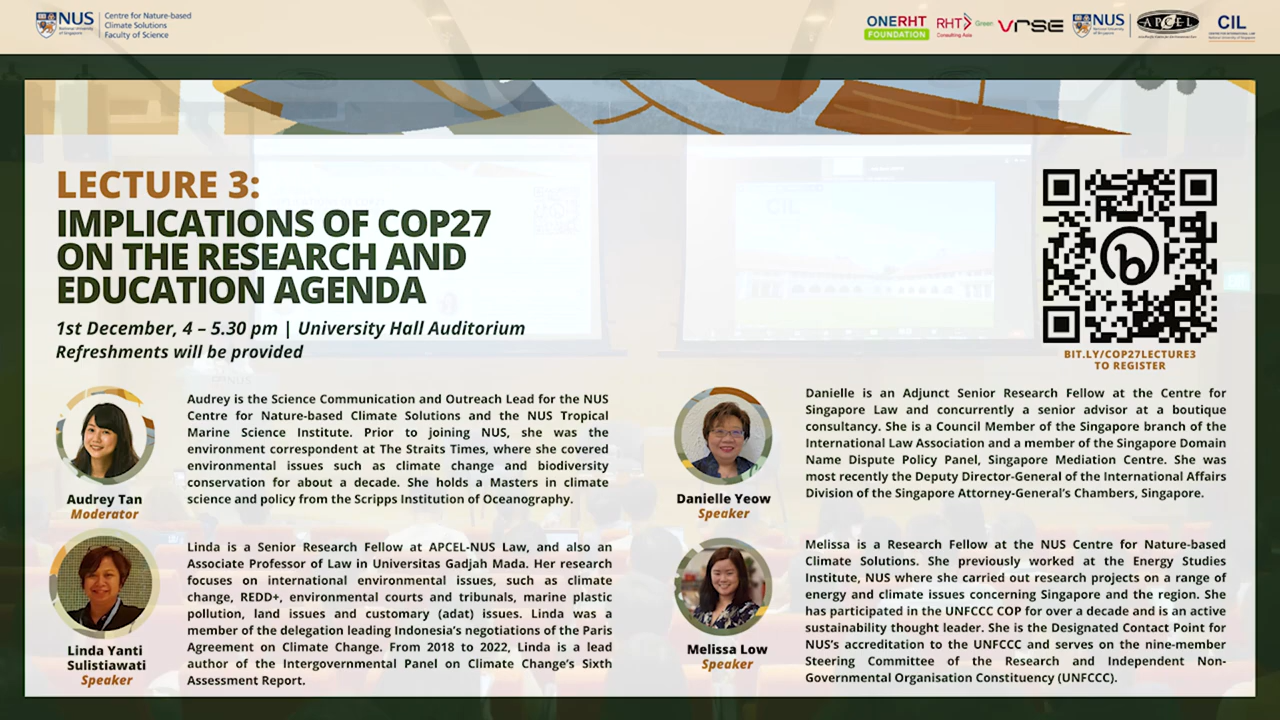 NUS
National University
of Singapore
Centre for Nature-based
Climate Solutions
Faculty of Science
ONERHT
FOUNDATION
RHT Green
Consulting Asia
VRSE
NUS
National University
of Singapore
APCEL
CIL
CENTRE FOR INTERNATIONAL LAW
National University of Singapore
LECTURE 3:
IMPLICATIONS OF COP27
ON THE RESEARCH AND
EDUCATION AGENDA
1st December, 4 – 5.30 pm | University Hall Auditorium
Refreshments will be provided
CIL
BIT.LY/COP27LECTURE3
TO REGISTER
Audrey Tan
Moderator
Audrey is the Science Communication and Outreach Lead for the NUS
Centre for Nature-based Climate Solutions and the NUS Tropical
Marine Science Institute. Prior to joining NUS, she was the
environment correspondent at The Straits Times, where she covered
environmental issues such as climate change and biodiversity
conservation for about a decade. She holds a Masters in climate
science and policy from the Scripps Institution of Oceanography.
Danielle Yeow
Speaker
Danielle is an Adjunct Senior Research Fellow at the Centre for
Singapore Law and concurrently a senior advisor at a boutique
consultancy. She is a Council Member of the Singapore branch of the
International Law Association and a member of the Singapore Domain
Name Dispute Policy Panel, Singapore Mediation Centre. She was
most recently the Deputy Director-General of the International Affairs
Division of the Singapore Attorney-General's Chambers, Singapore.
Linda Yanti
Sulistiawati
Speaker
Linda is a Senior Research Fellow at APCEL-NUS Law, and also an
Associate Professor of Law in Universitas Gadjah Mada. Her research
focuses on international environmental issues, such as climate
change, REDD+, environmental courts and tribunals, marine plastic
pollution, land issues and customary (adat) issues. Linda was a
member of the delegation leading Indonesia's negotiations of the Paris
Agreement on Climate Change. From 2018 to 2022, Linda is a lead
author of the Intergovernmental Panel on Climate Change's Sixth
Assessment Report.
Melissa Low
Speaker
Melissa is a Research Fellow at the NUS Centre for Nature-based
Climate Solutions. She previously worked at the Energy Studies
Institute, NUS where she carried out research projects on a range of
energy and climate issues concerning Singapore and the region. She
has participated in the UNFCCC COP for over a decade and is an active
sustainability thought leader. She is the Designated Contact Point for
NUS's accreditation to the UNFCCC and serves on the nine-member
Steering Committee of the Research and Independent Non-
Governmental Organisation Constituency (UNFCCC).